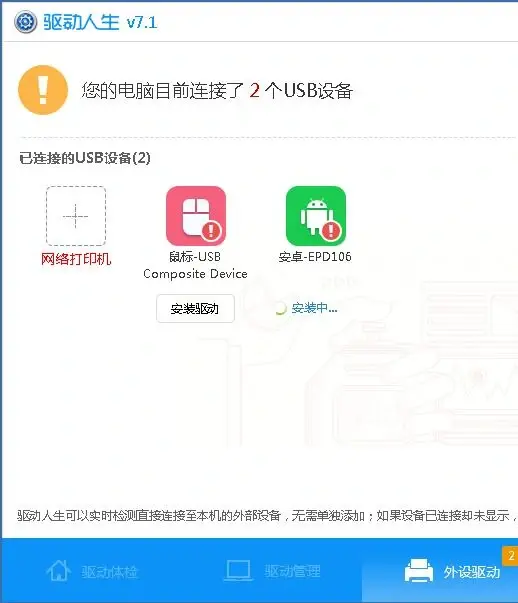 驱动人生 v7.1
您的电脑目前连接了 2 个USB设备
已连接的USB设备(2)
网络打印机
鼠标-USB
Composite Device
安卓-EPD106
安装驱动
安装中...
驱动人生可以实时检测直接连接至本机的外部设备，无需单独添加；如果设备已连接却未显示，
驱动体检
驱动管理
外设驱动
2